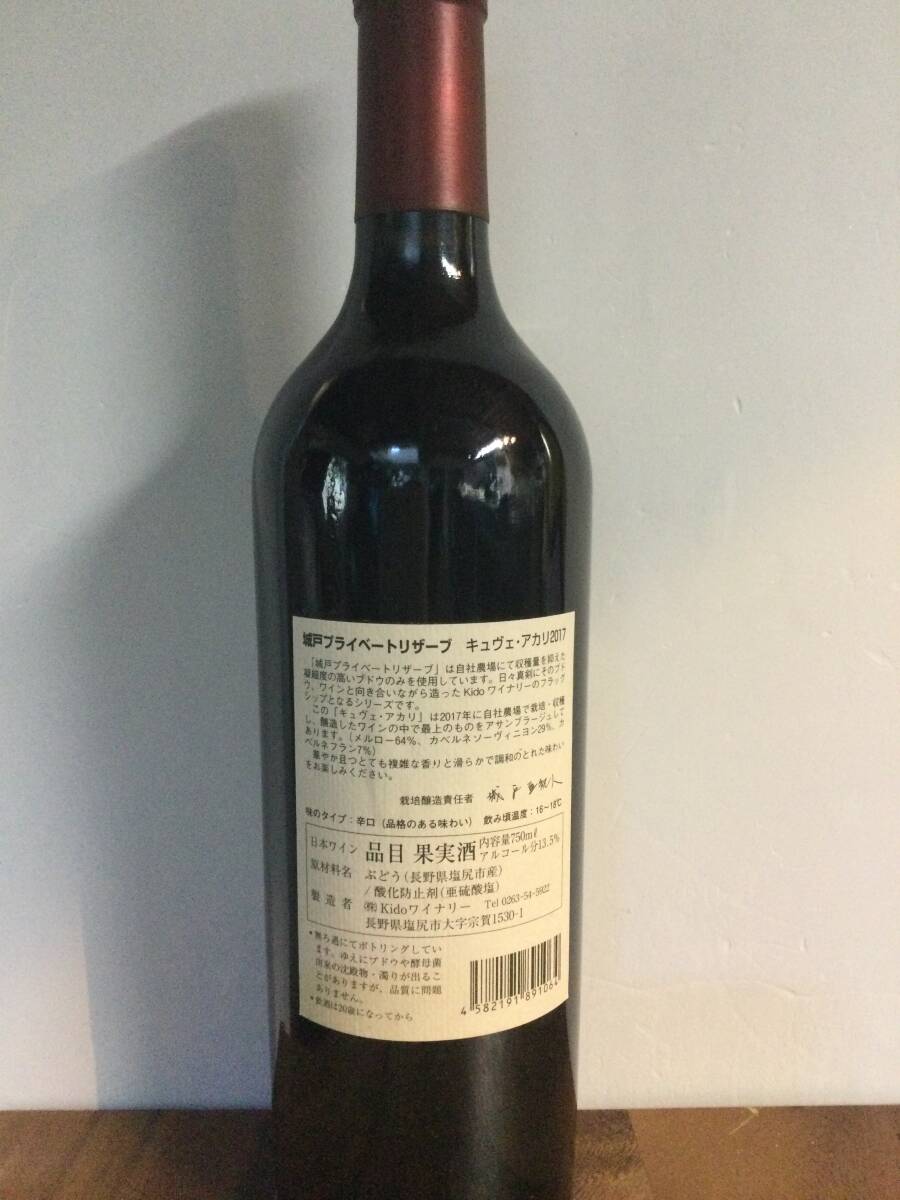 城戸プライベートリザーブ　キュヴェ・アカリ2017
「城戸プライベートリザーブ」は自社農場にて収穫量を抑えた
凝縮度の高いブドウのみを使用しています。日々真剣にそのブド
ウ、ワインと向き合いながら造ったKidoワイナリーのフラッグ
シップとなるシリーズです。
この「キュヴェ・アカリ」は2017年に自社農場で栽培・収穫
し、醸造したワインの中で最上のものをアサンブラージュして
あります。（メルロー64%、カベルネソーヴィニヨン29%、カ
ベルネフラン7%）
華やか且つとても複雑な香りと滑らかで調和のとれた味わい
をお楽しみください。
栽培醸造責任者 城戸亜紀人
味のタイプ：辛口（品格のある味わい）　飲み頃温度：16〜18℃
日本ワイン 品目 果実酒 内容量750mℓ
アルコール分13.5%
原材料名 ぶどう（長野県塩尻市産）
/酸化防止剤（亜硫酸塩）
製造者 ㈱Kidoワイナリー Tel 0263-54-5922
長野県塩尻市大字宗賀1530-1
*無ろ過にてボトリングしてい
ます。ゆえにブドウや酵母菌
由来の沈殿物・濁りが出るこ
とがありますが、品質に問題
ありません。
*飲酒は20歳になってから
4 582191 891064